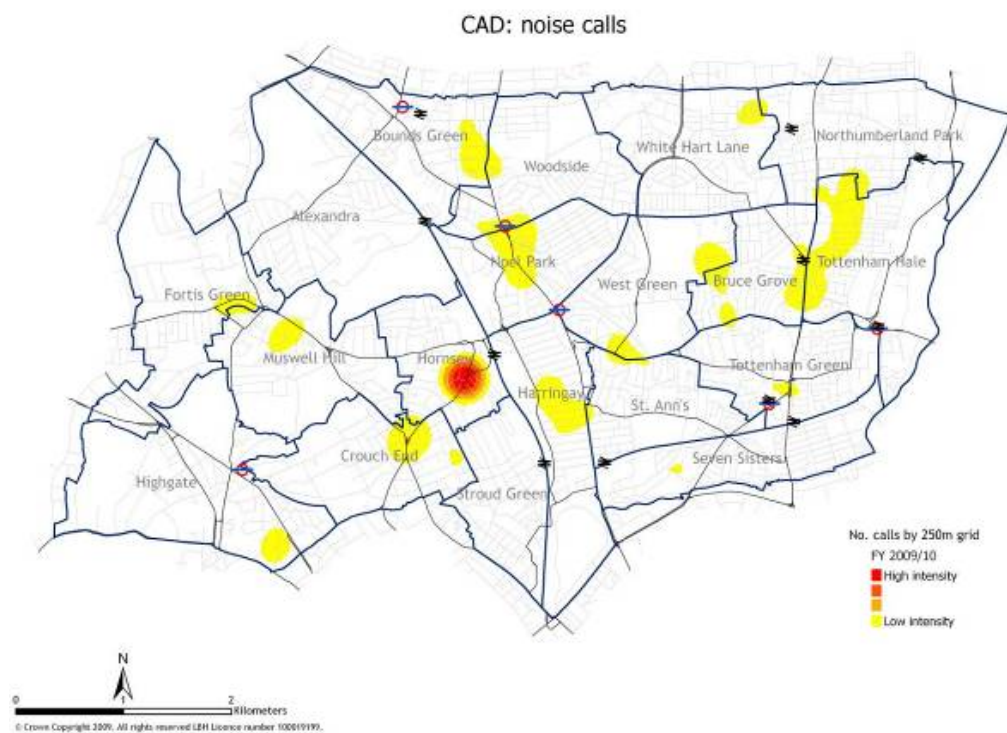 CAD: noise calls
Bounds Green
Northumberland Park
White Hart Lane
Woodside
Alexandra
Noel Park
Tottenham Hale
West Green
Bruce Grove
Fortis Green
Muswell Hill
Hornsey
Tottenham Green
Harringay
St. Ann's
Crouch End
Seven Sisters
Highgate
Stroud Green
No. calls by 250m grid
FY 2009/10
High intensity
Low intensity
N
0 1 2
Kilometers
© Crown Copyright 2009. All rights reserved LBH Licence number 100019199.